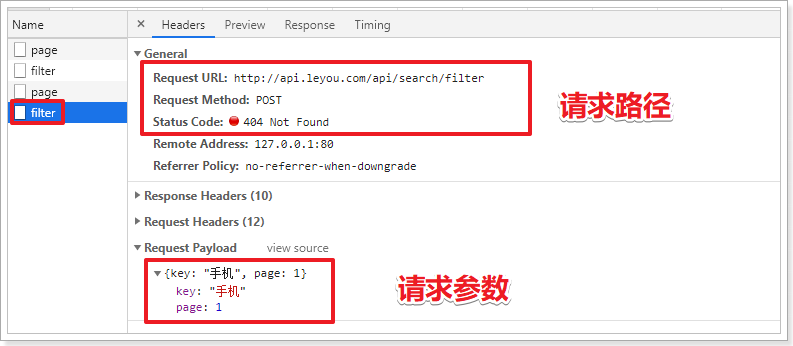 Name
× Headers Preview Response Timing
page
filter
page
filter
▼ General
Request URL: http://api.leyou.com/api/search/filter
Request Method: POST
Status Code: 404 Not Found
Remote Address: 127.0.0.1:80
Referrer Policy: no-referrer-when-downgrade
请求路径
▶ Response Headers (10)
▶ Request Headers (12)
▼ Request Payload view source
▼ {key: "手机", page: 1}
key: "手机"
page: 1
请求参数